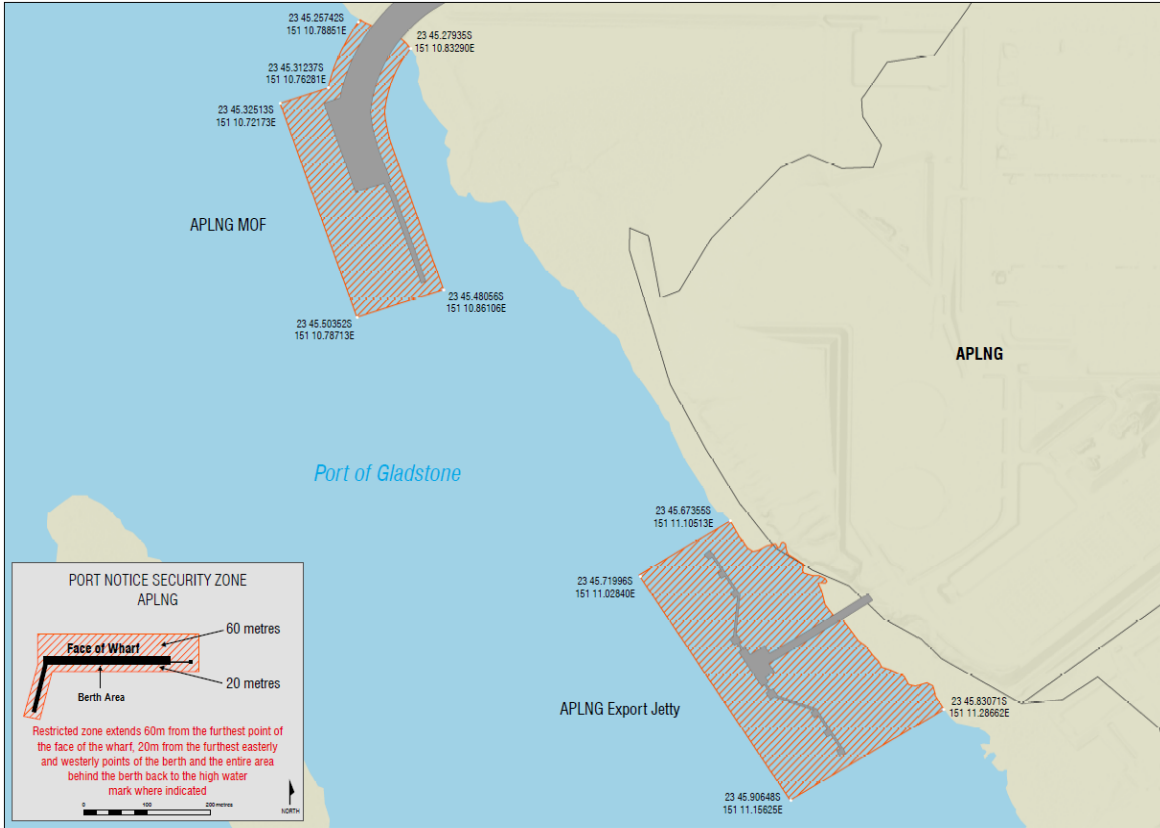 23 45.25742S
151 10.78851E
23 45.27935S
151 10.83290E
23 45.31237S
151 10.76281E
23 45.32513S
151 10.72173E
APLNG MOF
23 45.48056S
151 10.86106E
23 45.50352S
151 10.78713E
APLNG
Port of Gladstone
23 45.67355S
151 11.10513E
23 45.71996S
151 11.02840E
APLNG Export Jetty
23 45.83071S
151 11.28662E
23 45.90648S
151 11.15625E
PORT NOTICE SECURITY ZONE
APLNG
60 metres
Face of Wharf
20 metres
Berth Area
Restricted zone extends 60m from the furthest point of
the face of the wharf, 20m from the furthest easterly
and westerly points of the berth and the entire area
behind the berth back to the high water
mark where indicated
0 100 200 metres
NORTH